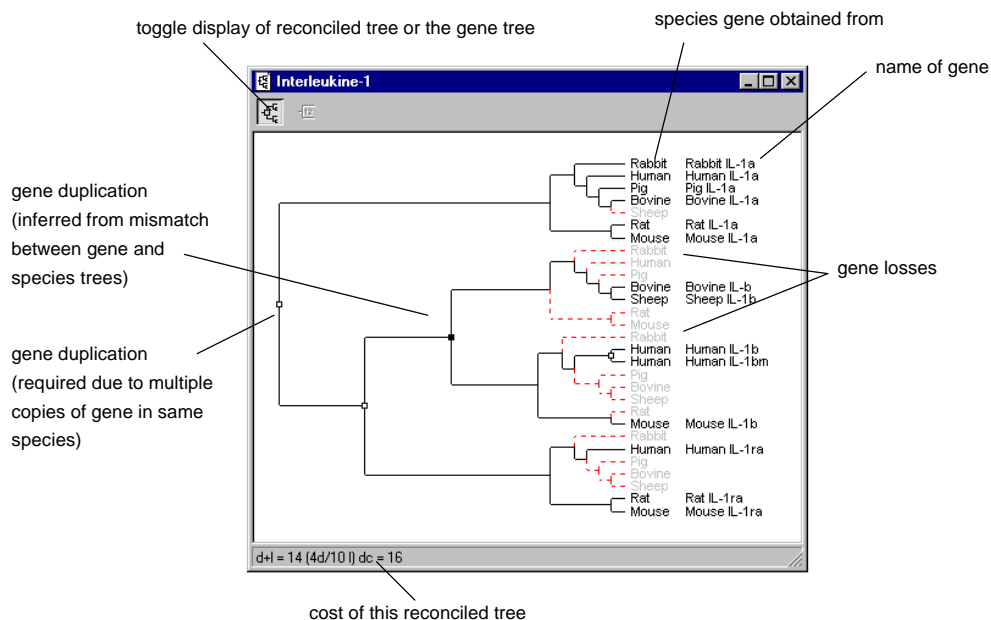 toggle display of reconciled tree or the gene tree
species gene obtained from
name of gene
Interleukine-1
gene duplication
(inferred from mismatch
between gene and
species trees)
gene duplication
(required due to multiple
copies of gene in same
species)
gene losses
Rabbit Rabbit IL-1a
Human Human IL-1a
Pig Pig IL-1a
Bovine Bovine IL-1a
Sheep
Rat Rat IL-1a
Mouse Mouse IL-1a
Rabbit
Human
Pig
Bovine Bovine IL-b
Sheep Sheep IL-1b
Rat
Mouse
Rabbit
Human Human IL-1b
Human Human IL-1bm
Pig
Bovine
Sheep
Rat
Mouse Mouse IL-1b
Rabbit
Human Human IL-1ra
Pig
Bovine
Sheep
Rat Rat IL-1ra
Mouse Mouse IL-1ra
d+l = 14 (4d/10 l) dc = 16
cost of this reconciled tree